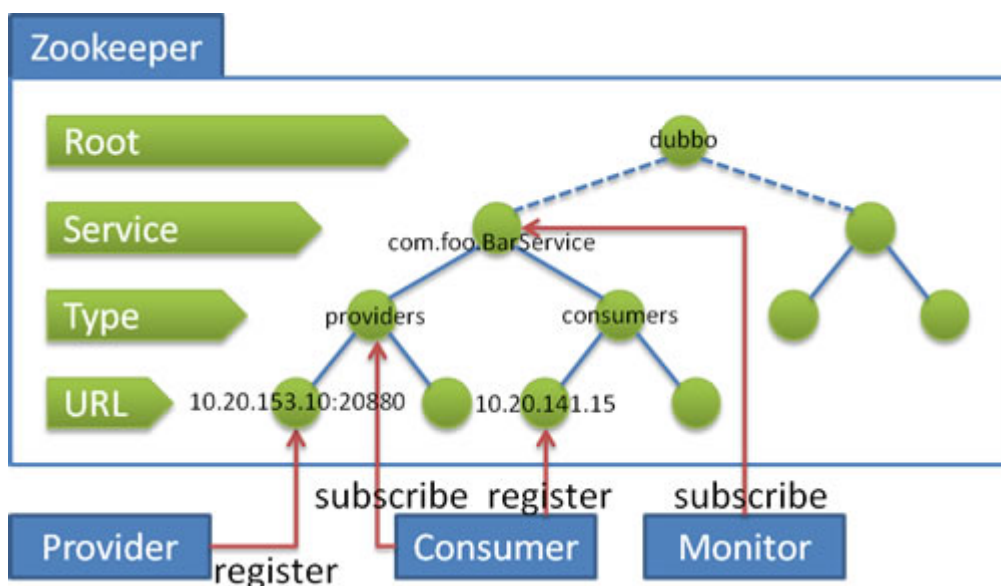 Zookeeper
Root
dubbo
Service
com.foo.BarService
Type
providers
consumers
URL
10.20.153.10:20880
10.20.141.15
subscribe
register
subscribe
Provider
register
Consumer
Monitor